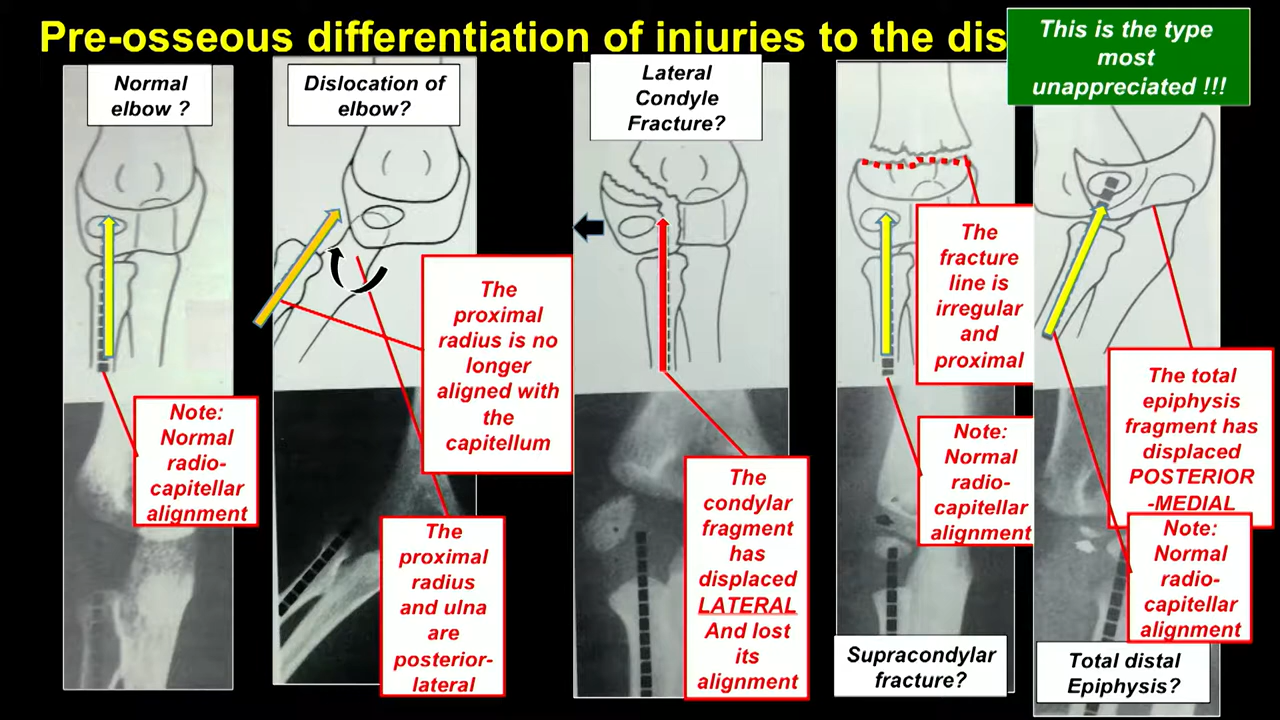 Pre-osseous differentiation of injuries to the dis
This is the type
most
unappreciated !!!
Normal
elbow ?
Dislocation of
elbow?
Lateral
Condyle
Fracture?
The
proximal
radius is no
longer
aligned with
the
capitellum
The
fracture
line is
irregular
and
proximal
The total
epiphysis
fragment has
displaced
POSTERIOR
-MEDIAL
Note:
Normal
radio-
capitellar
alignment
The
proximal
radius
and ulna
are
posterior-
lateral
The
condylar
fragment
has
displaced
LATERAL
And lost
its
alignment
Note:
Normal
radio-
capitellar
alignment
Note:
Normal
radio-
capitellar
alignment
Supracondylar
fracture?
Total distal
Epiphysis?